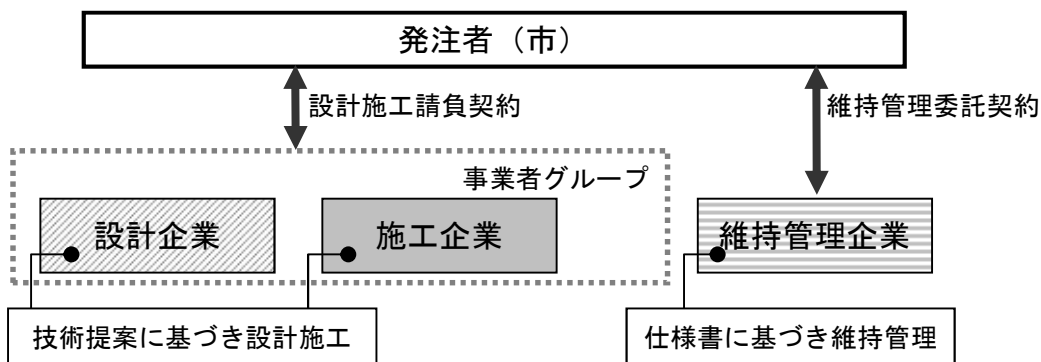 発注者（市）
設計施工請負契約
維持管理委託契約
事業者グループ
設計企業
施工企業
維持管理企業
技術提案に基づき設計施工
仕様書に基づき維持管理